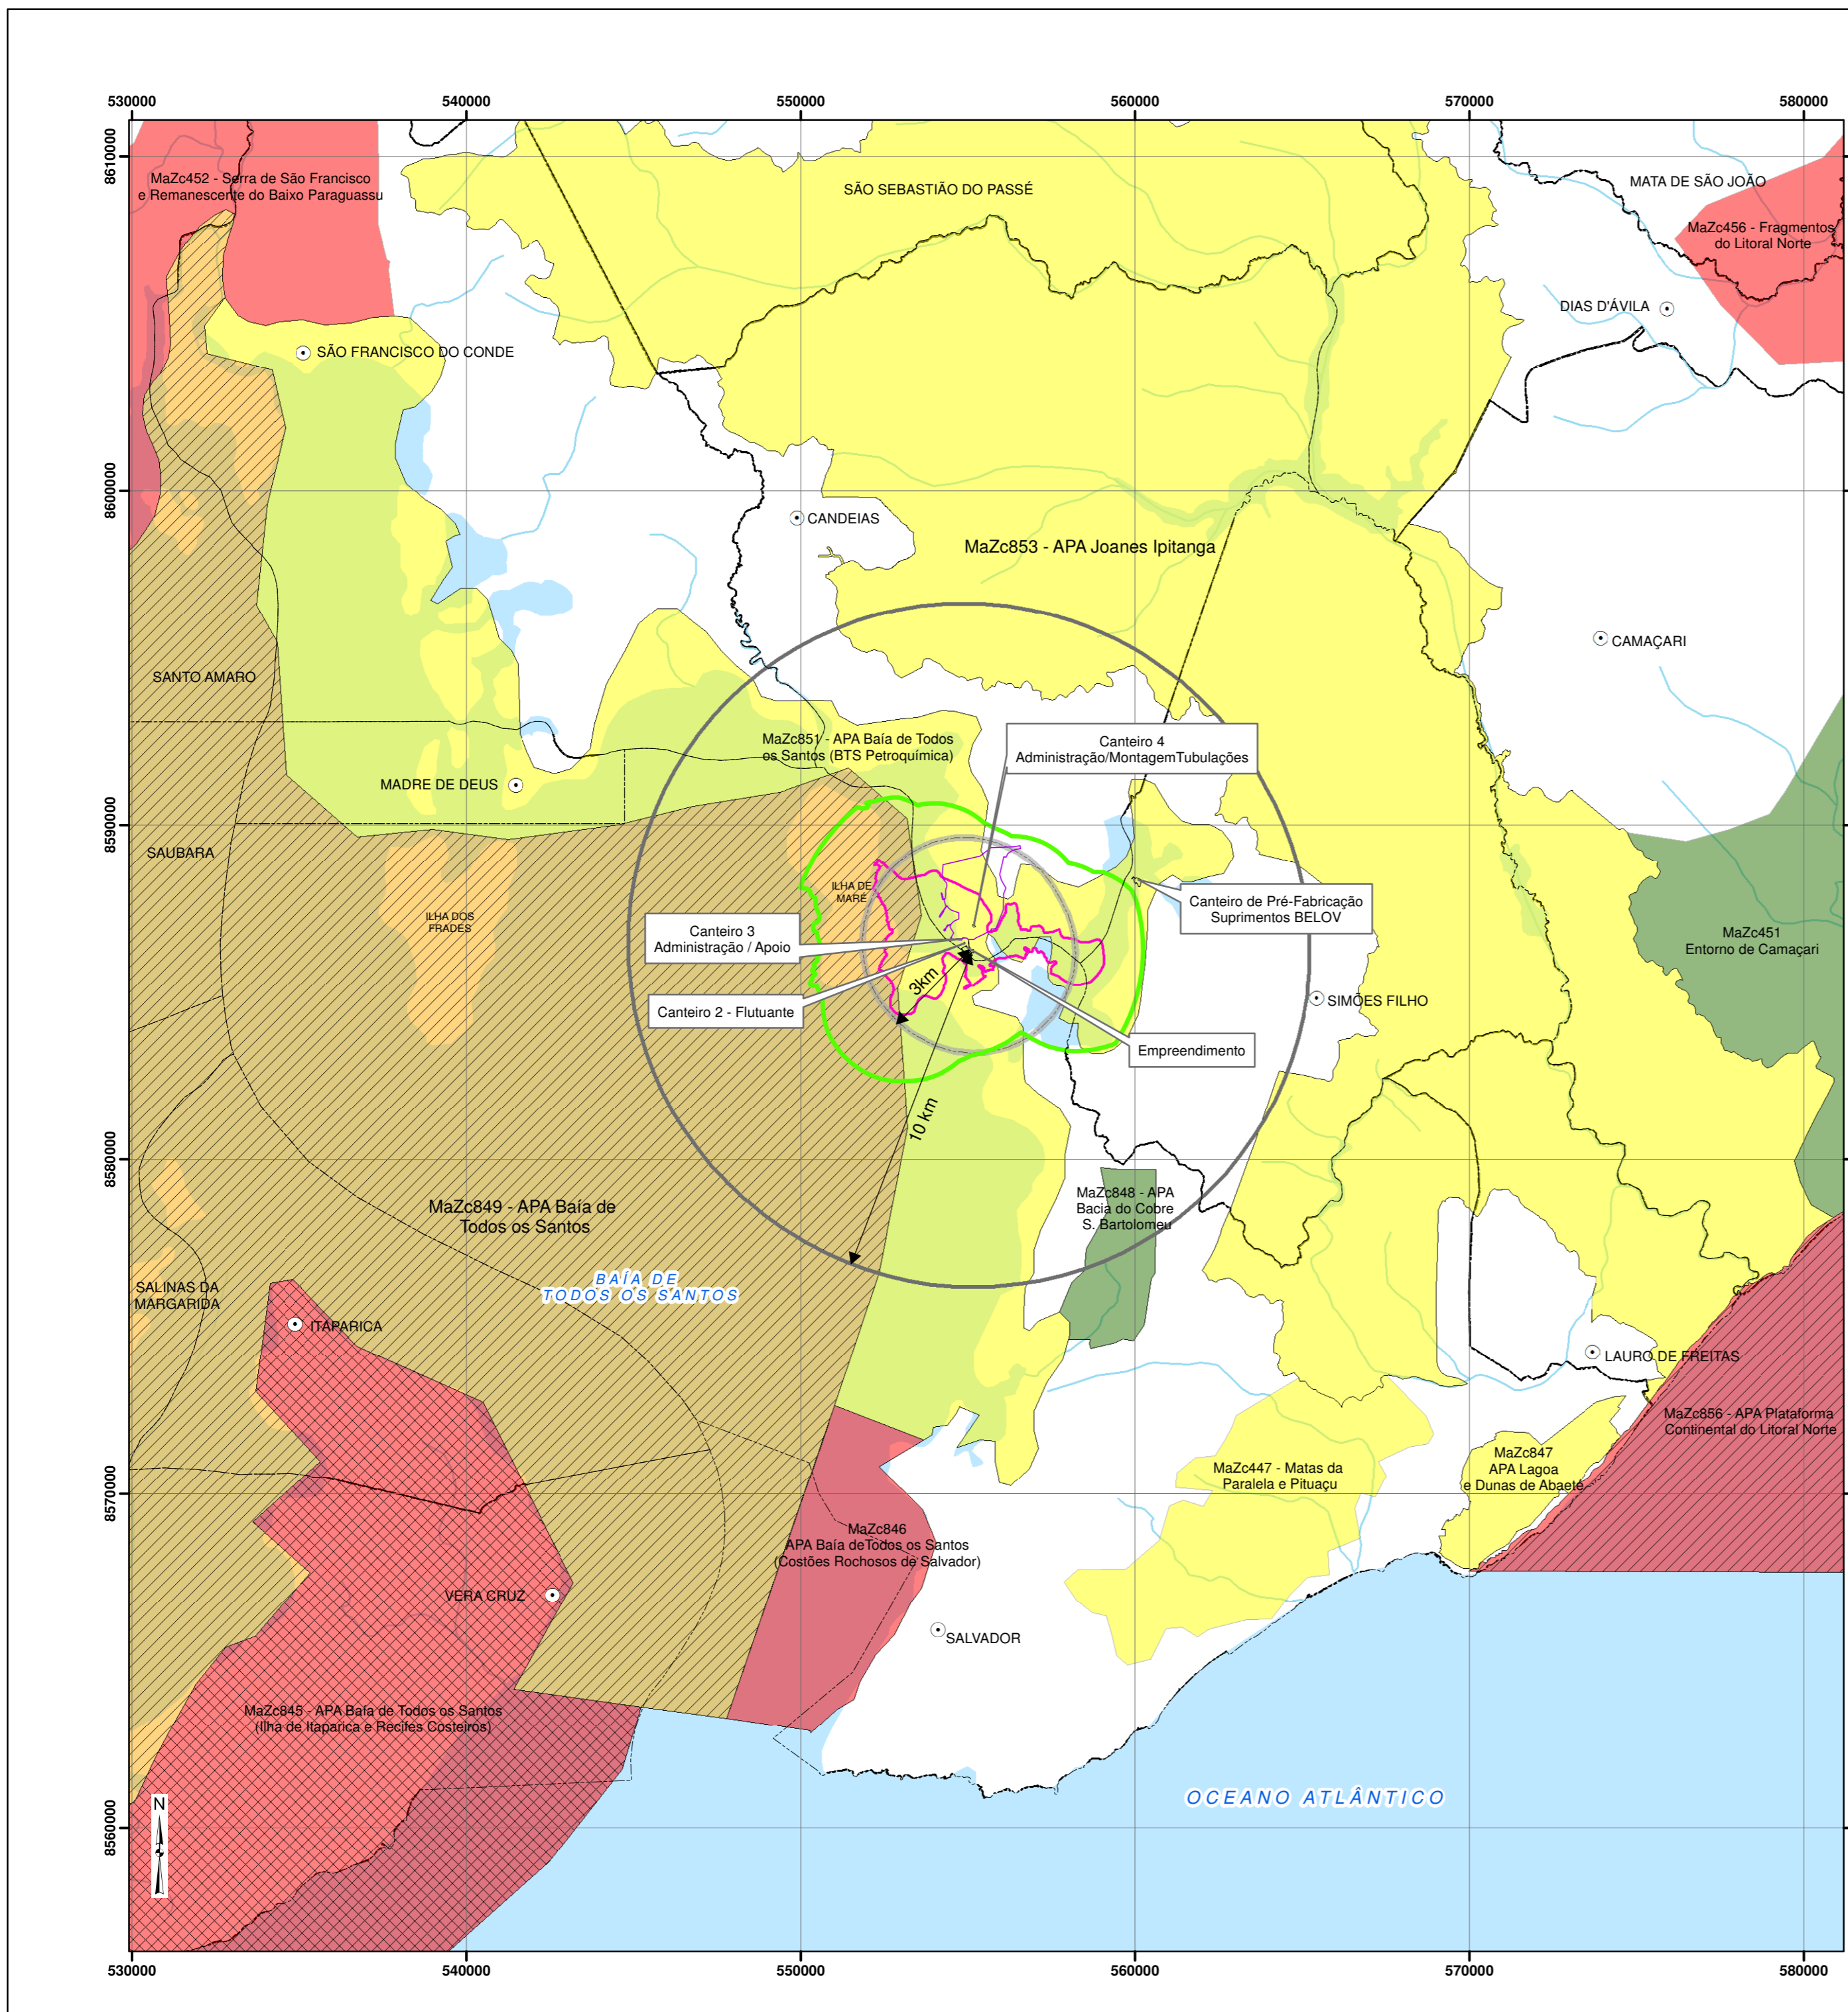 530000
540000
550000
560000
570000
580000
8610000
8600000
8590000
8580000
8570000
8560000
MaZc452 - Serra de São Francisco
e Remanescente do Baixo Paraguassu
SÃO SEBASTIÃO DO PASSÉ
MATA DE SÃO JOÃO
MaZc456 - Fragmentos
do Litoral Norte
DIAS D'ÁVILA
SÃO FRANCISCO DO CONDE
CANDEIAS
MaZc853 - APA Joanes Ipitanga
CAMAÇARI
SANTO AMARO
MaZc851 - APA Baía de Todos
os Santos (BTS Petroquímica)
Canteiro 4
Administração/MontagemTubulações
MADRE DE DEUS
SAUBARA
ILHA DE
MARÉ
Canteiro de Pré-Fabricação
Suprimentos BELOV
ILHA DOS
FRADES
Canteiro 3
Administração / Apoio
MaZc451
Entorno de Camaçari
3km
Canteiro 2 - Flutuante
SIMÕES FILHO
Empreendimento
10 km
MaZc849 - APA Baía de
Todos os Santos
MaZc848 - APA
Bacia do Cobre
S. Bartolomeu
BAÍA DE
TODOS OS SANTOS
SALINAS DA
MARGARIDA
ITAPARICA
LAURO DE FREITAS
MaZc856 - APA Plataforma
Continental do Litoral Norte
MaZc447 - Matas da
Paralela e Pituaçu
MaZc847
APA Lagoa
e Dunas de Abaeté
MaZc846
APA Baía deTodos os Santos
(Costões Rochosos de Salvador)
VERA CRUZ
SALVADOR
MaZc845 - APA Baía de Todos os Santos
(Ilha de Itaparica e Recifes Costeiros)
OCEANO ATLÂNTICO
N
530000
540000
550000
560000
570000
580000